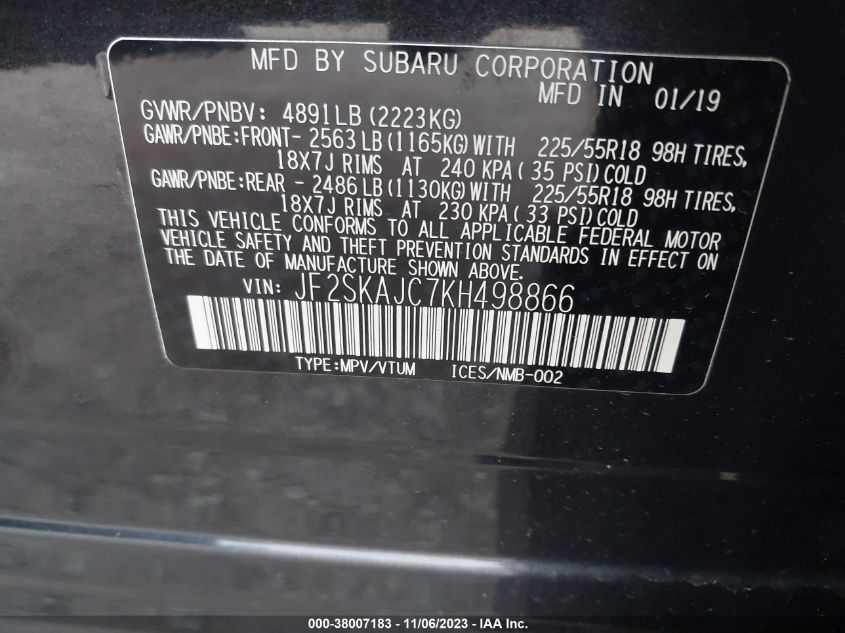 MFD BY SUBARU CORPORATION
MFD IN 01/19
GVWR/PNBV: 4891LB (2223KG)
GAWR/PNBE:FRONT- 2563LB (1165KG)WITH 225/55R18 98H TIRES,
18X7J RIMS AT 240 KPA( 35 PSI)COLD
GAWR/PNBE:REAR - 2486LB (1130KG)WITH 225/55R18 98H TIRES,
18X7J RIMS AT 230 KPA( 33 PSI)COLD
THIS VEHICLE CONFORMS TO ALL APPLICABLE FEDERAL MOTOR
VEHICLE SAFETY AND THEFT PREVENTION STANDARDS IN EFFECT ON
THE DATE OF MANUFACTURE SHOWN ABOVE.
VIN: JF2SKAJC7KH498866
TYPE:MPV/VTUM ICES/NMB-002
000-38007183 - 11/06/2023 - IAA Inc.